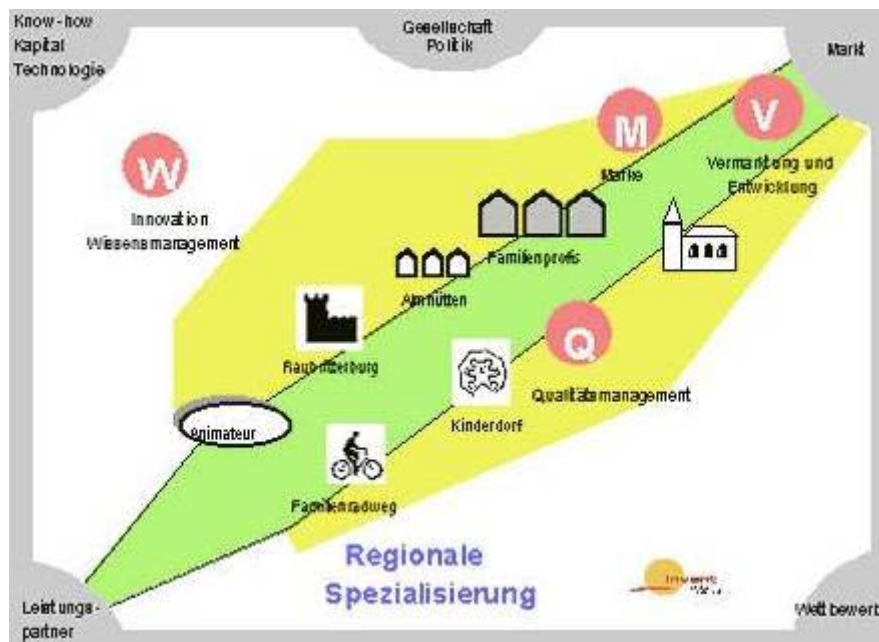 Know-how
Kapital
Technologie
Gesellschaft
Politik
Markt
W
Innovation
Wissensmanagement
M
Marke
V
Vermarktung und
Entwicklung
Familienprofis
Almhütten
Raubritterburg
Q
Qualitätsmanagement
Kinderdorf
Animateur
Familienradweg
Regionale
Spezialisierung
Leistungs-
partner
Wettbewerb